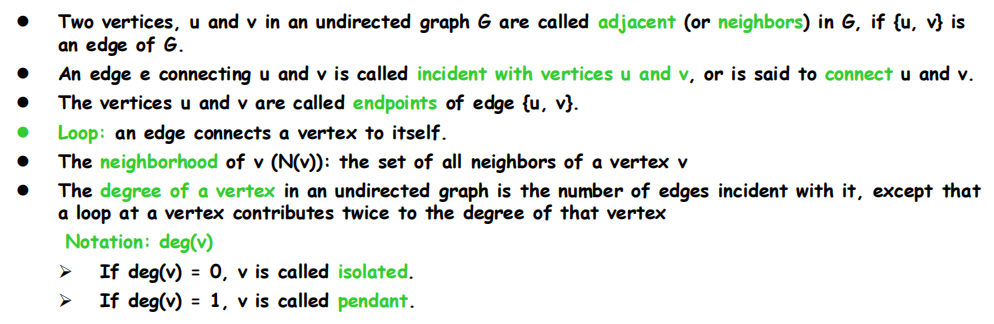 ● Two vertices, u and v in an undirected graph G are called adjacent (or neighbors) in G, if {u, v} is
an edge of G.
● An edge e connecting u and v is called incident with vertices u and v, or is said to connect u and v.
● The vertices u and v are called endpoints of edge {u, v}.
● Loop: an edge connects a vertex to itself.
● The neighborhood of v (N(v)): the set of all neighbors of a vertex v
● The degree of a vertex in an undirected graph is the number of edges incident with it, except that
a loop at a vertex contributes twice to the degree of that vertex
Notation: deg(v)
➢ If deg(v) = 0, v is called isolated.
➢ If deg(v) = 1, v is called pendant.